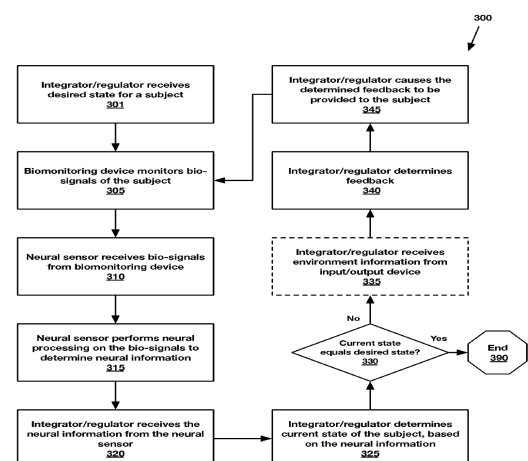 300
Integrator/regulator receives
desired state for a subject
301
Biomonitoring device monitors bio-
signals of the subject
305
Neural sensor receives bio-signals
from biomonitoring device
310
Neural sensor performs neural
processing on the bio-signals to
determine neural information
315
Integrator/regulator receives the
neural information from the neural
sensor
320
Integrator/regulator determines
current state of the subject, based
on the neural information
325
Current state
equals desired state?
330
Yes
End
390
No
Integrator/regulator receives
environment information from
input/output device
335
Integrator/regulator determines
feedback
340
Integrator/regulator causes the
determined feedback to be
provided to the subject
345